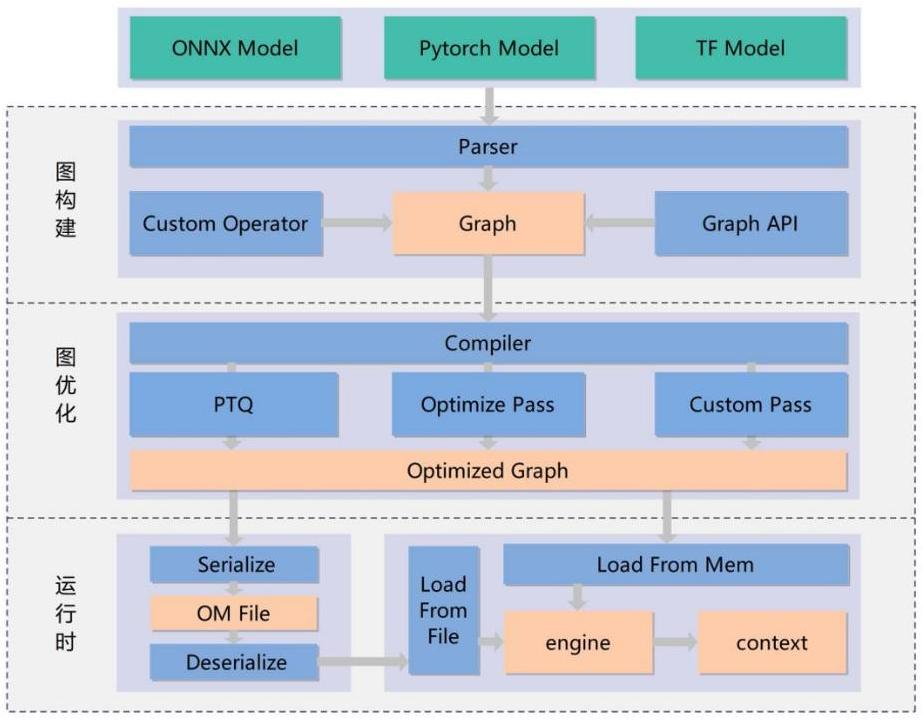 ONNX Model
Pytorch Model
TF Model
图构建
Parser
Custom Operator
Graph
Graph API
图优化
Compiler
PTQ
Optimize Pass
Custom Pass
Optimized Graph
运行时
Serialize
OM File
Deserialize
Load
From
File
Load From Mem
engine
context